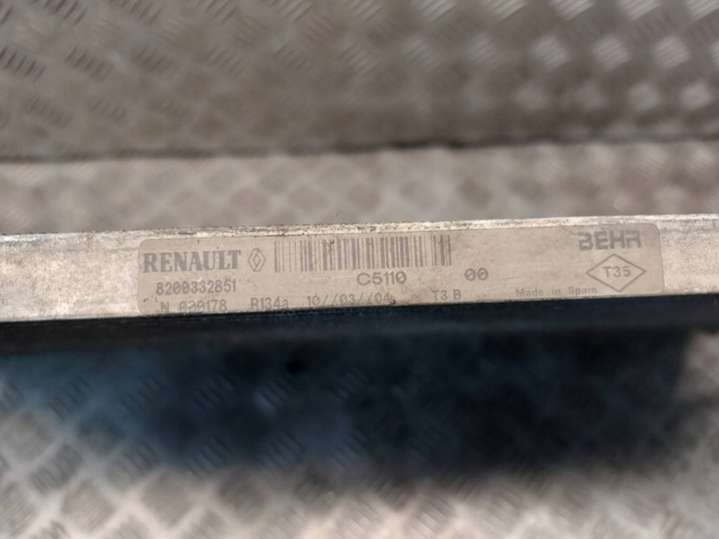 RENAULT
8200332851
N 020178 R134a 10//03//04 T3 B
C5110 00
BEHR
T35
Made in Spain